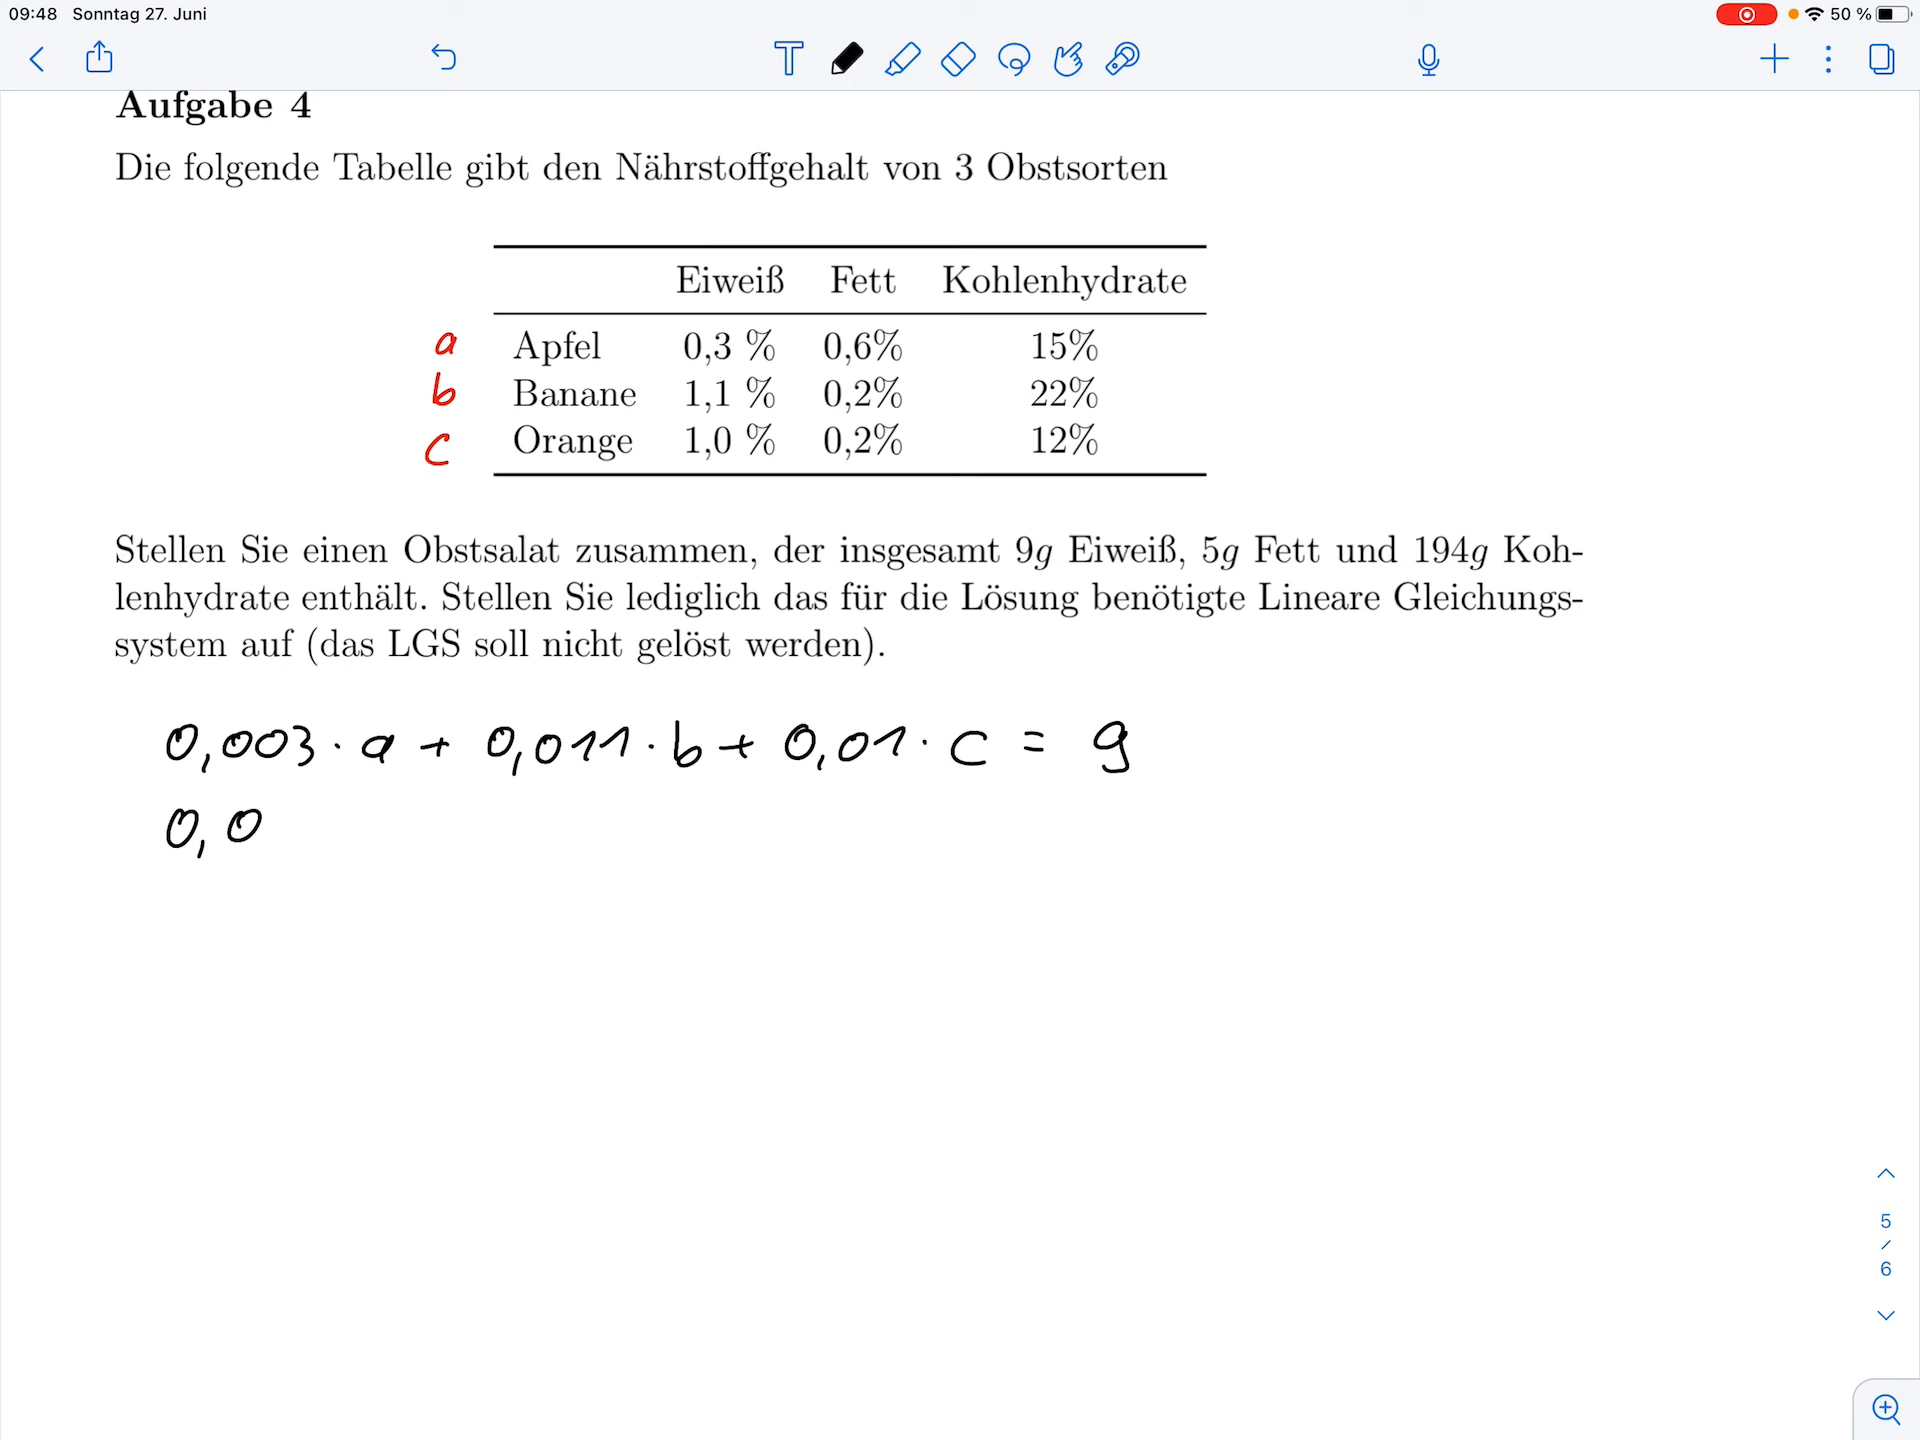 09:48 Sonntag 27. Juni 50 %
Aufgabe 4
Die folgende Tabelle gibt den Nährstoffgehalt von 3 Obstsorten
Eiweiß Fett Kohlenhydrate
a Apfel 0,3 % 0,6% 15%
b Banane 1,1 % 0,2% 22%
c Orange 1,0 % 0,2% 12%
Stellen Sie einen Obstsalat zusammen, der insgesamt 9g Eiweiß, 5g Fett und 194g Koh-
lenhydrate enthält. Stellen Sie lediglich das für die Lösung benötigte Lineare Gleichungs-
system auf (das LGS soll nicht gelöst werden).
0,003 · a + 0,011 · b + 0,01 · c = 9
0,0
5
/
6